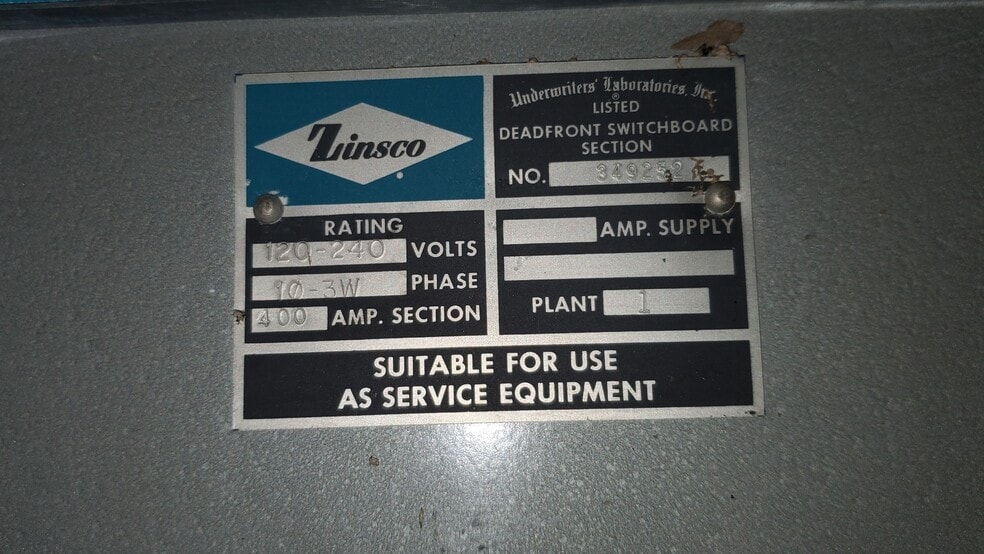 Zinsco
®
Underwriters' Laboratories, Inc.
®
LISTED
DEADFRONT SWITCHBOARD
SECTION
NO. 349252
RATING
120-240 VOLTS
1Ø-3W PHASE
400 AMP. SECTION
AMP. SUPPLY
PLANT 1
SUITABLE FOR USE
AS SERVICE EQUIPMENT